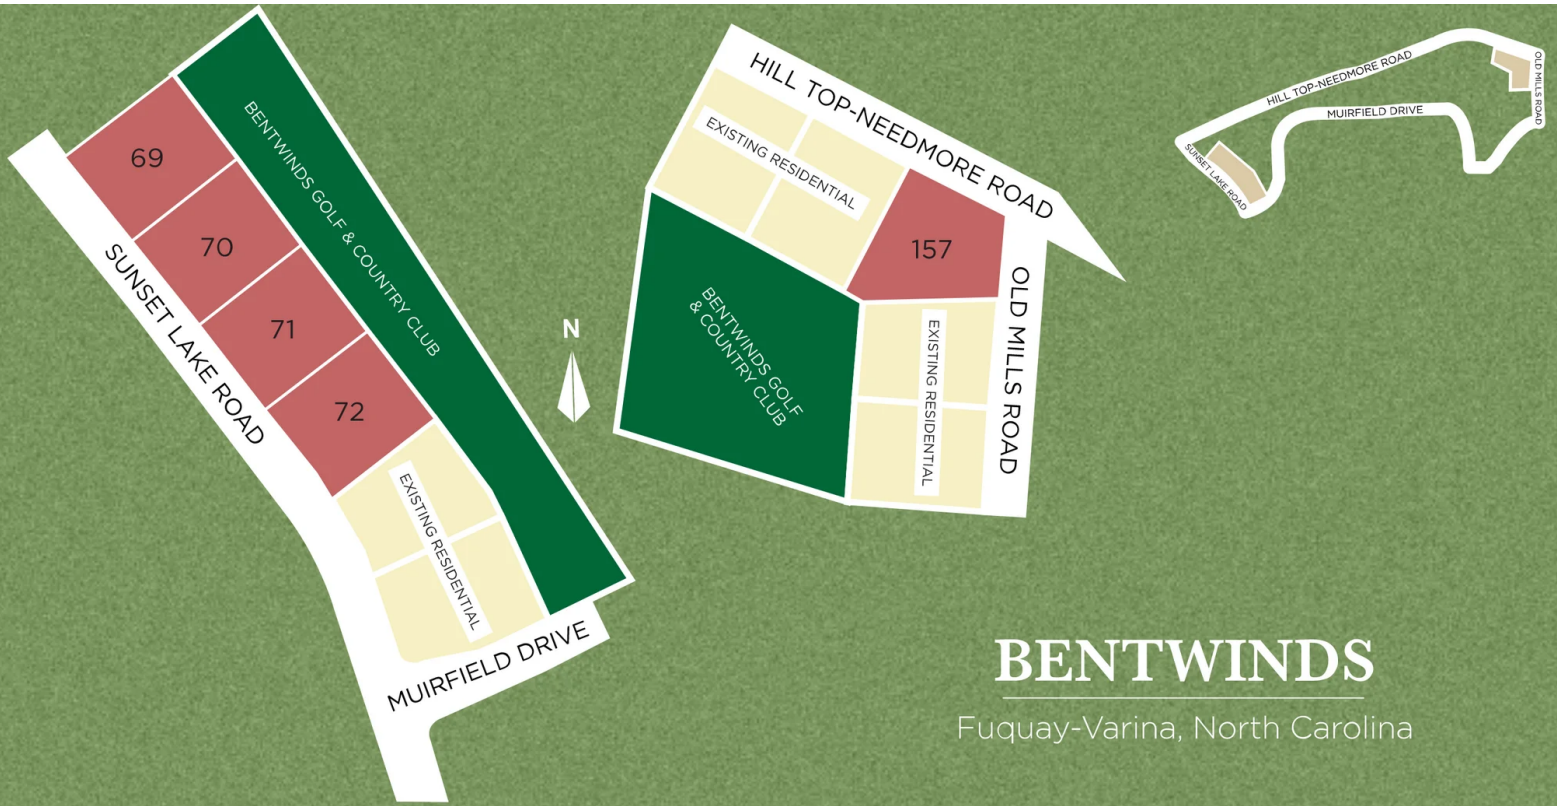 69
70
71
72
SUNSET LAKE ROAD
BENTWINDS GOLF & COUNTRY CLUB
EXISTING RESIDENTIAL
MUIRFIELD DRIVE
N
HILL TOP-NEEDMORE ROAD
EXISTING RESIDENTIAL
157
BENTWINDS GOLF
& COUNTRY CLUB
EXISTING RESIDENTIAL
OLD MILLS ROAD
HILL TOP-NEEDMORE ROAD
MUIRFIELD DRIVE
OLD MILLS ROAD
SUNSET LAKE ROAD
BENTWINDS
Fuquay-Varina, North Carolina